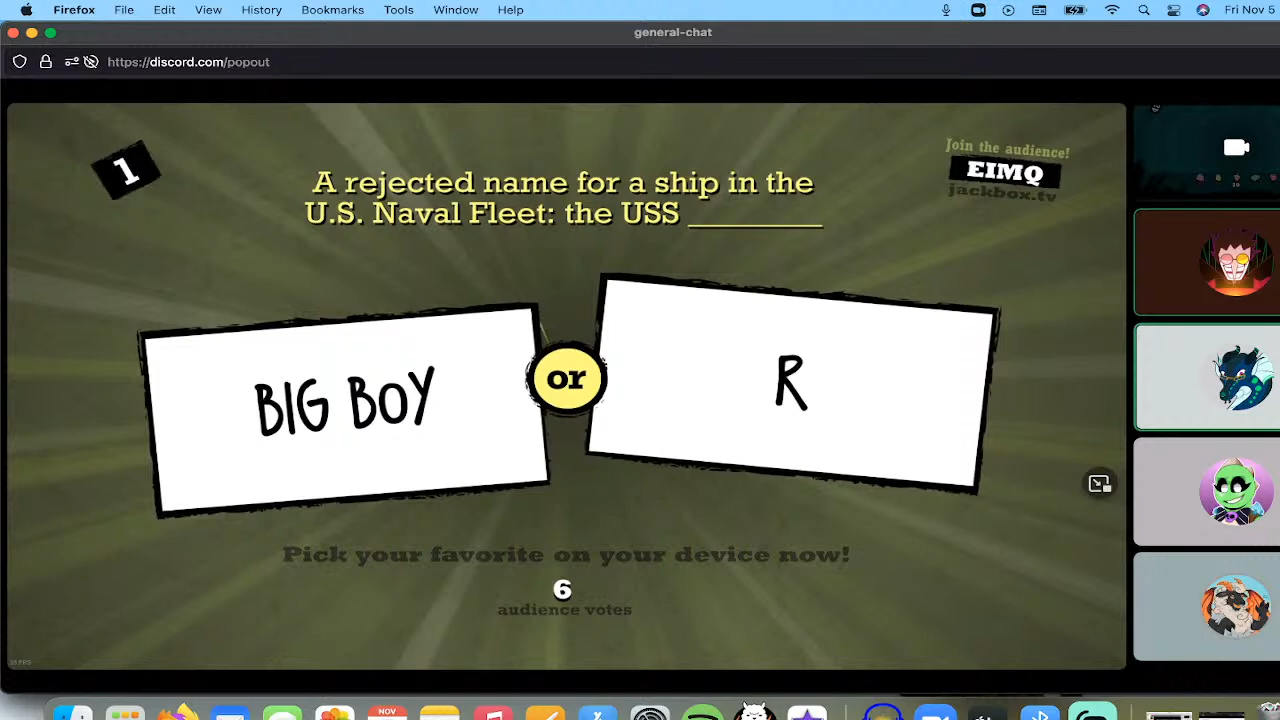 Firefox File Edit View History Bookmarks Tools Window Help Fri Nov 5
general-chat
https://discord.com/popout
1
Join the audience!
EIMQ
jackbox.tv
A rejected name for a ship in the
U.S. Naval Fleet: the USS ________
BIG BOY
or
R
Pick your favorite on your device now!
6
audience votes
NOV